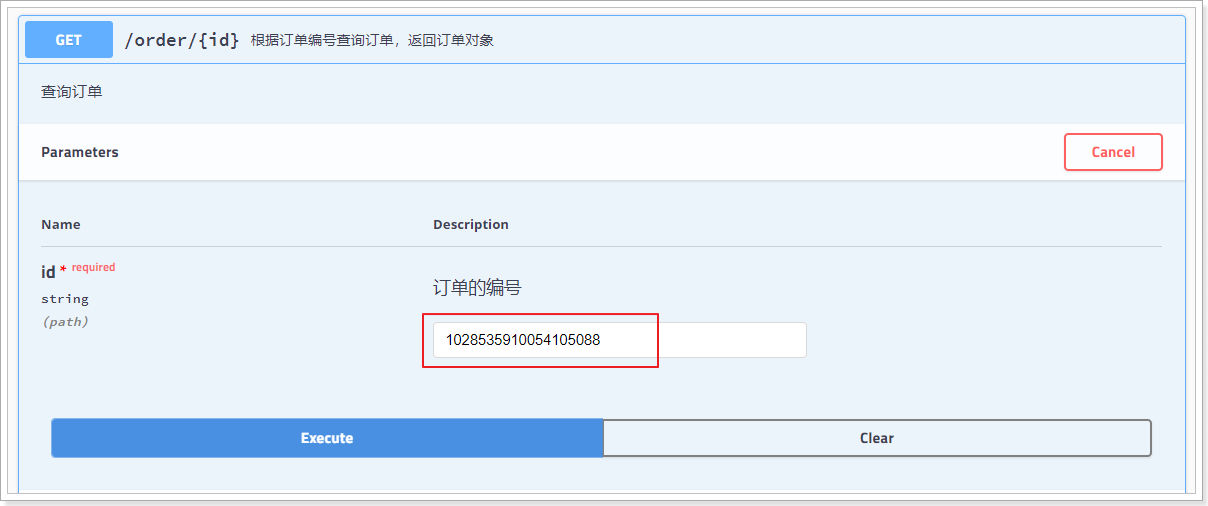 GET /order/{id} 根据订单编号查询订单，返回订单对象
查询订单
Parameters Cancel
Name Description
id * required
string
(path)
订单的编号
1028535910054105088
Execute Clear